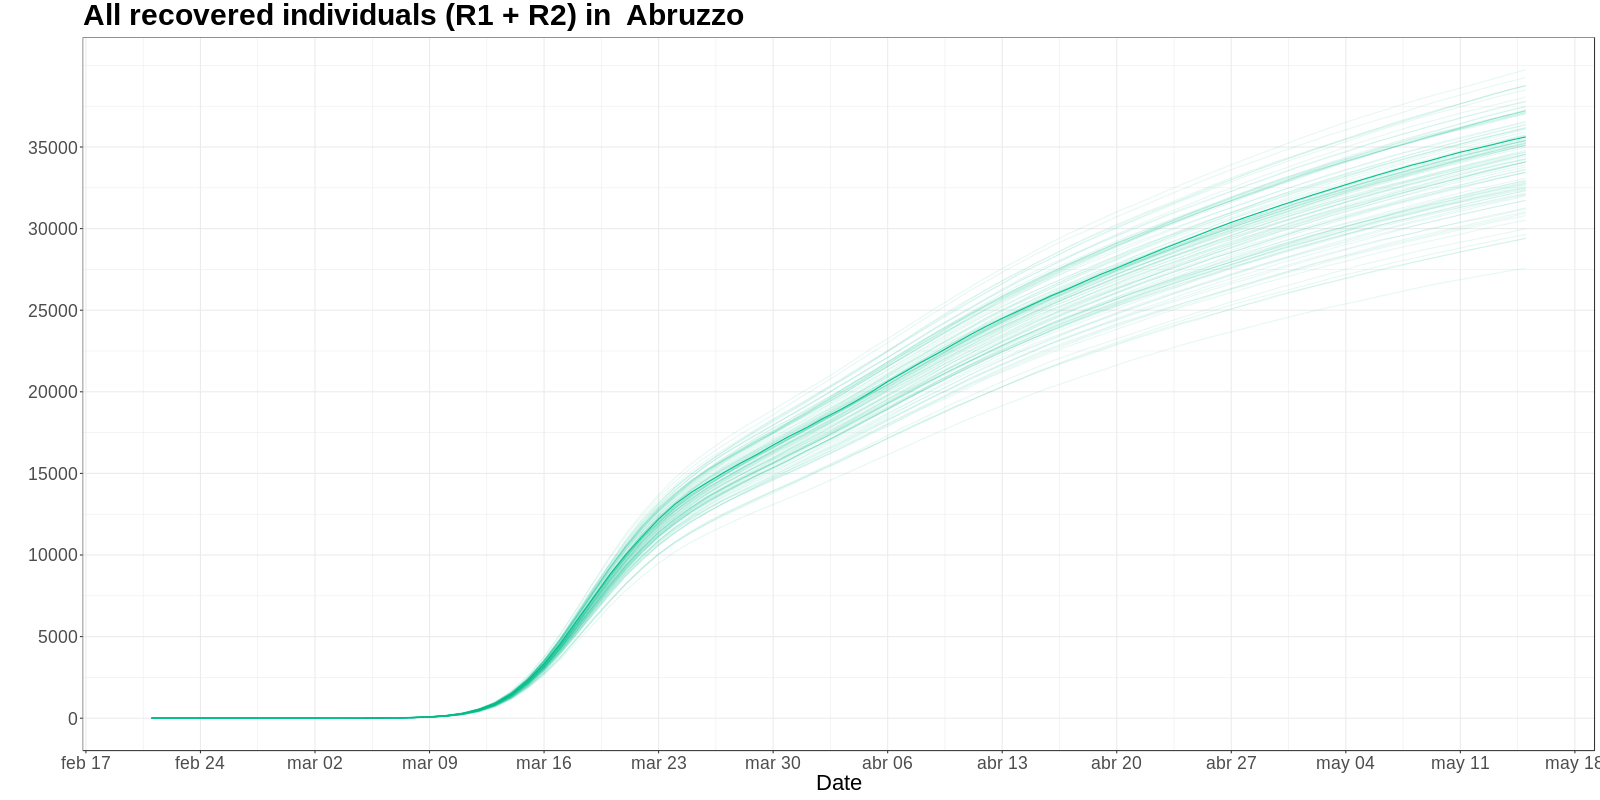 All recovered individuals (R1 + R2) in  Abruzzo
35000
30000
25000
20000
15000
10000
5000
0
feb 17 feb 24 mar 02 mar 09 mar 16 mar 23 mar 30 abr 06 abr 13 abr 20 abr 27 may 04 may 11 may 18
Date